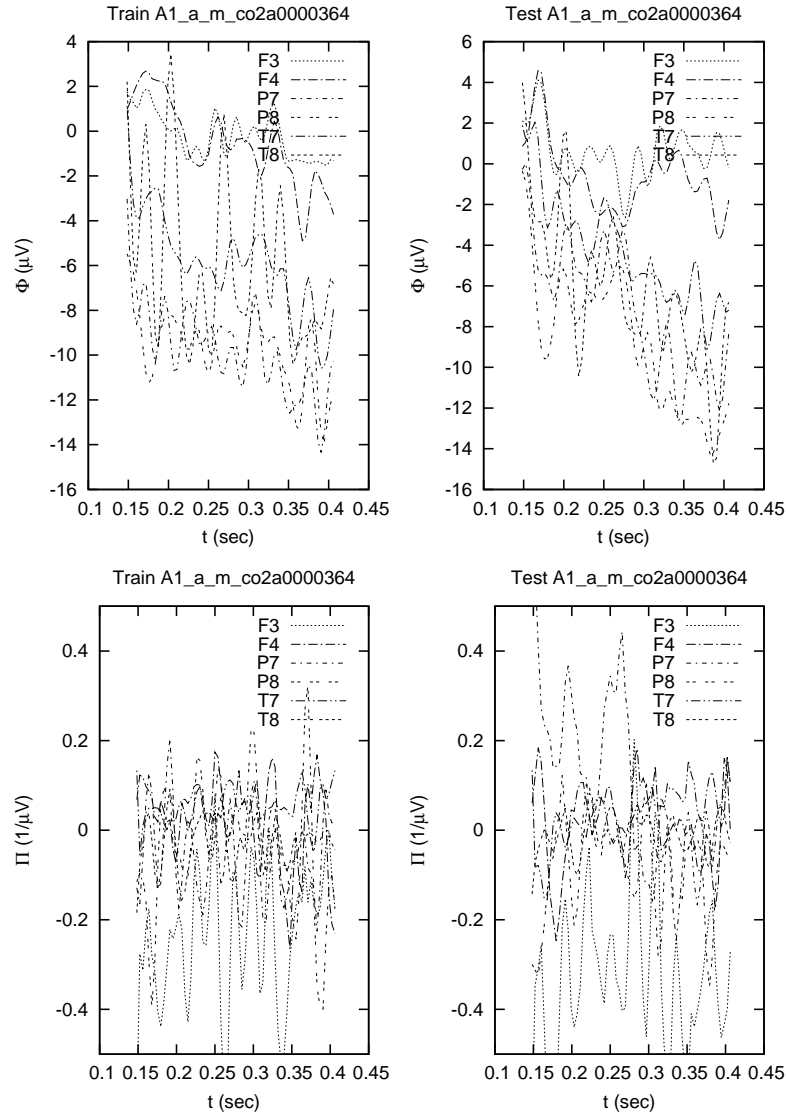 Train A1_a_m_co2a0000364
4
2
0
-2
-4
-6
-8
-10
-12
-14
-16
Φ (μV)
F3
F4
P7
P8
T7
T8
0.1 0.15 0.2 0.25 0.3 0.35 0.4 0.45
t (sec)
Test A1_a_m_co2a0000364
6
4
2
0
-2
-4
-6
-8
-10
-12
-14
-16
Φ (μV)
F3
F4
P7
P8
T7
T8
0.1 0.15 0.2 0.25 0.3 0.35 0.4 0.45
t (sec)
Train A1_a_m_co2a0000364
0.4
0.2
0
-0.2
-0.4
Π (1/μV)
F3
F4
P7
P8
T7
T8
0.1 0.15 0.2 0.25 0.3 0.35 0.4 0.45
t (sec)
Test A1_a_m_co2a0000364
0.4
0.2
0
-0.2
-0.4
Π (1/μV)
F3
F4
P7
P8
T7
T8
0.1 0.15 0.2 0.25 0.3 0.35 0.4 0.45
t (sec)